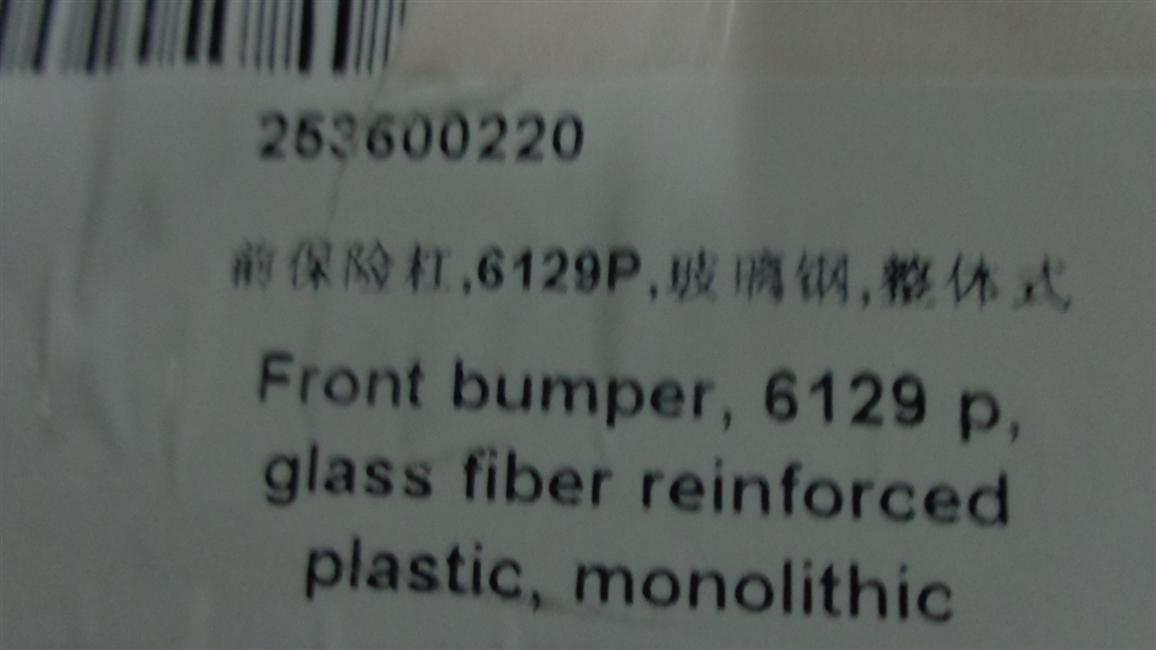 253600220
前保险杠,6129P,玻璃钢,整体式
Front bumper, 6129 p,
glass fiber reinforced
plastic, monolithic